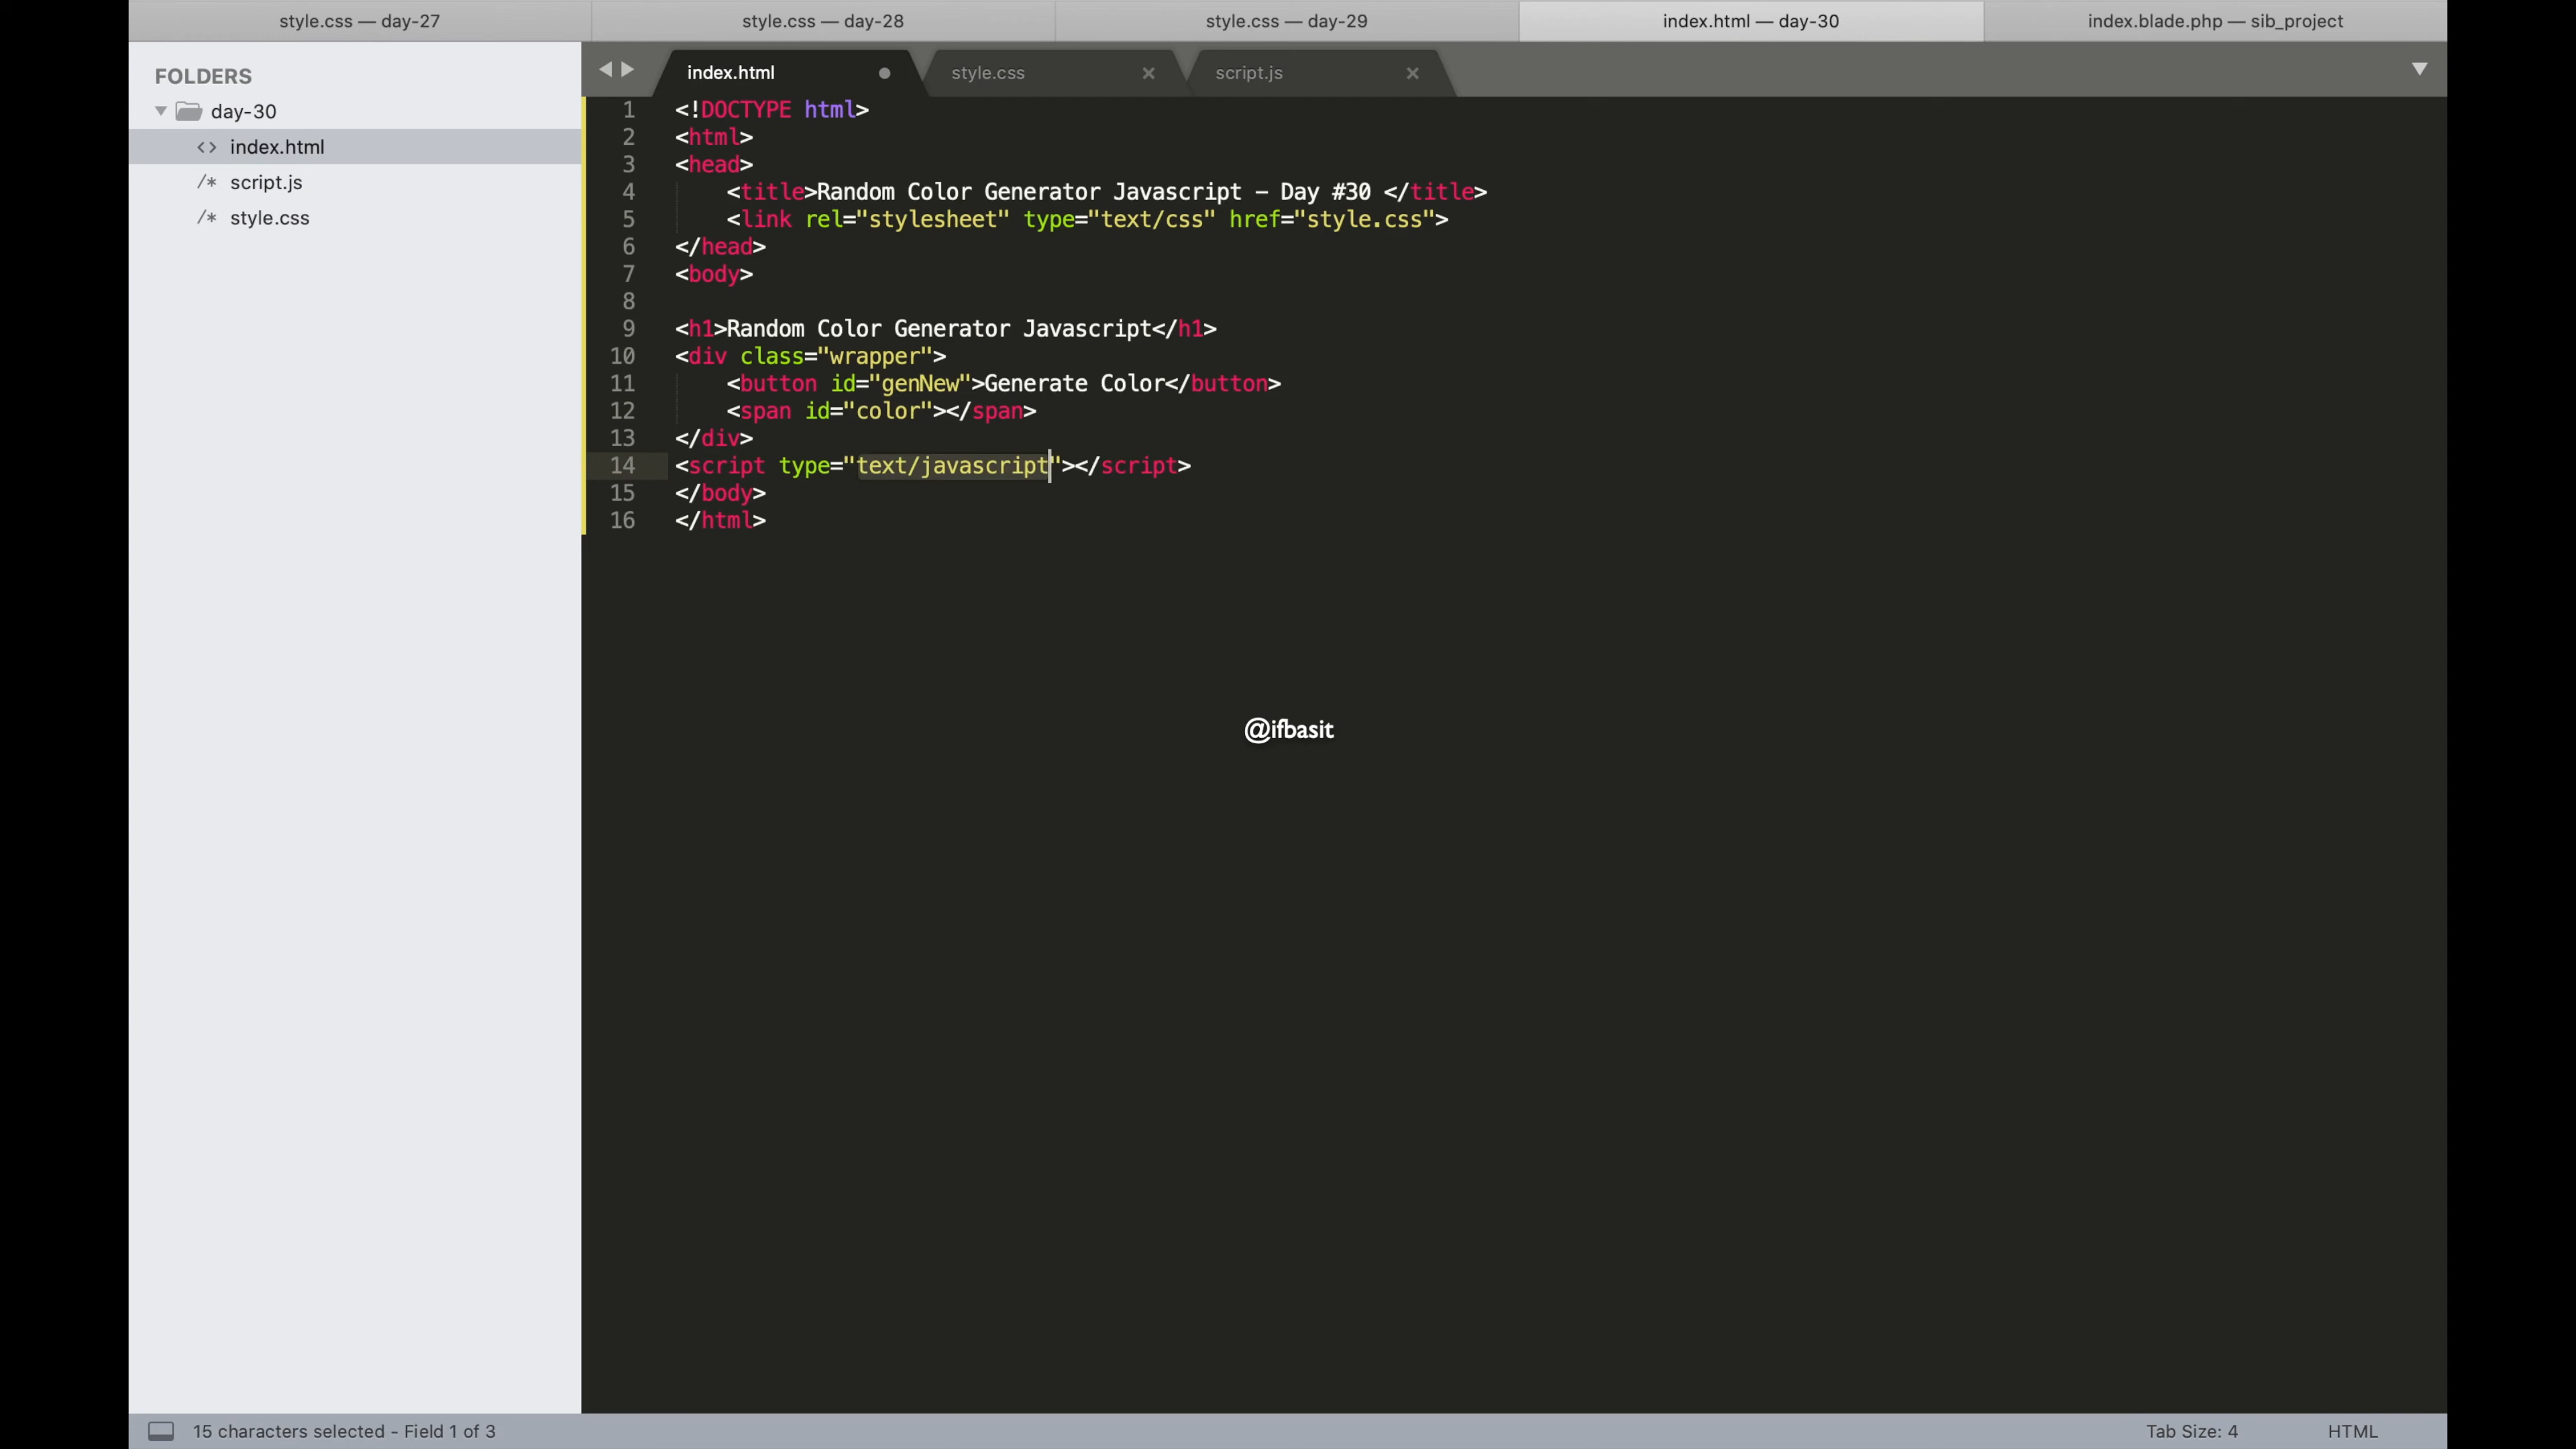 style.css — day-27
style.css — day-28
style.css — day-29
index.html — day-30
index.blade.php — sib_project
FOLDERS
day-30
<> index.html
/* script.js
/* style.css
index.html
style.css
script.js
1 <!DOCTYPE html>
2 <html>
3 <head>
4     <title>Random Color Generator Javascript – Day #30 </title>
5     <link rel="stylesheet" type="text/css" href="style.css">
6 </head>
7 <body>
8
9 <h1>Random Color Generator Javascript</h1>
10 <div class="wrapper">
11     <button id="genNew">Generate Color</button>
12     <span id="color"></span>
13 </div>
14 <script type="text/javascript"></script>
15 </body>
16 </html>
@ifbasit
15 characters selected - Field 1 of 3
Tab Size: 4
HTML